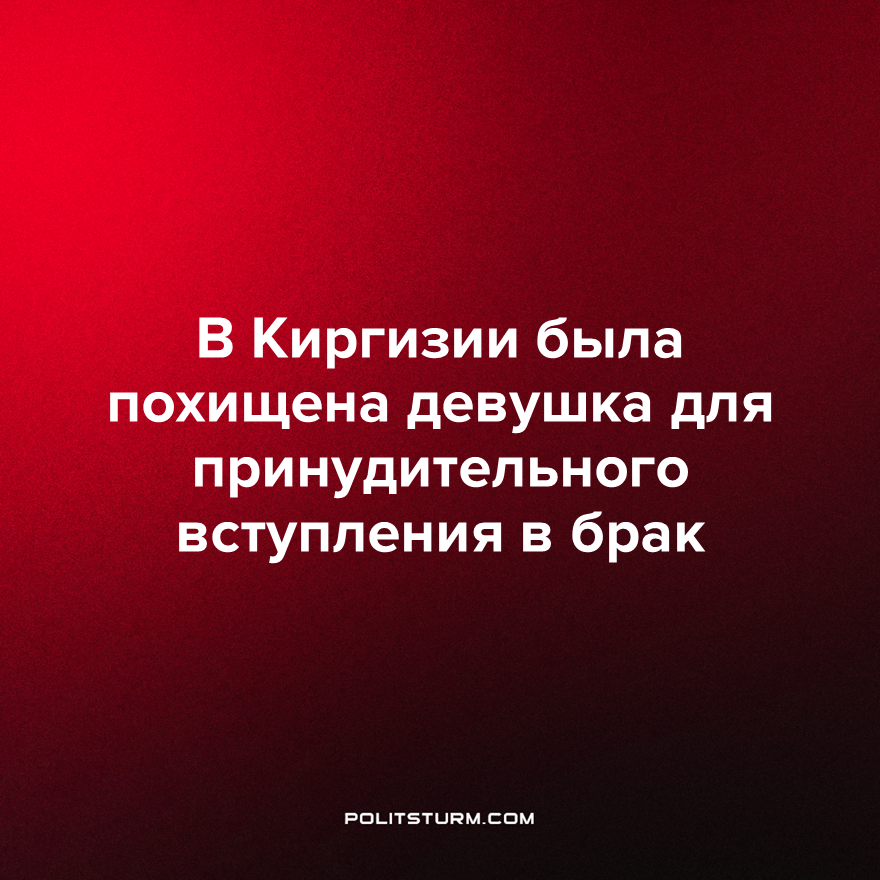 В Киргизии была
похищена девушка для
принудительного
вступления в брак
POLITSTURM.COM